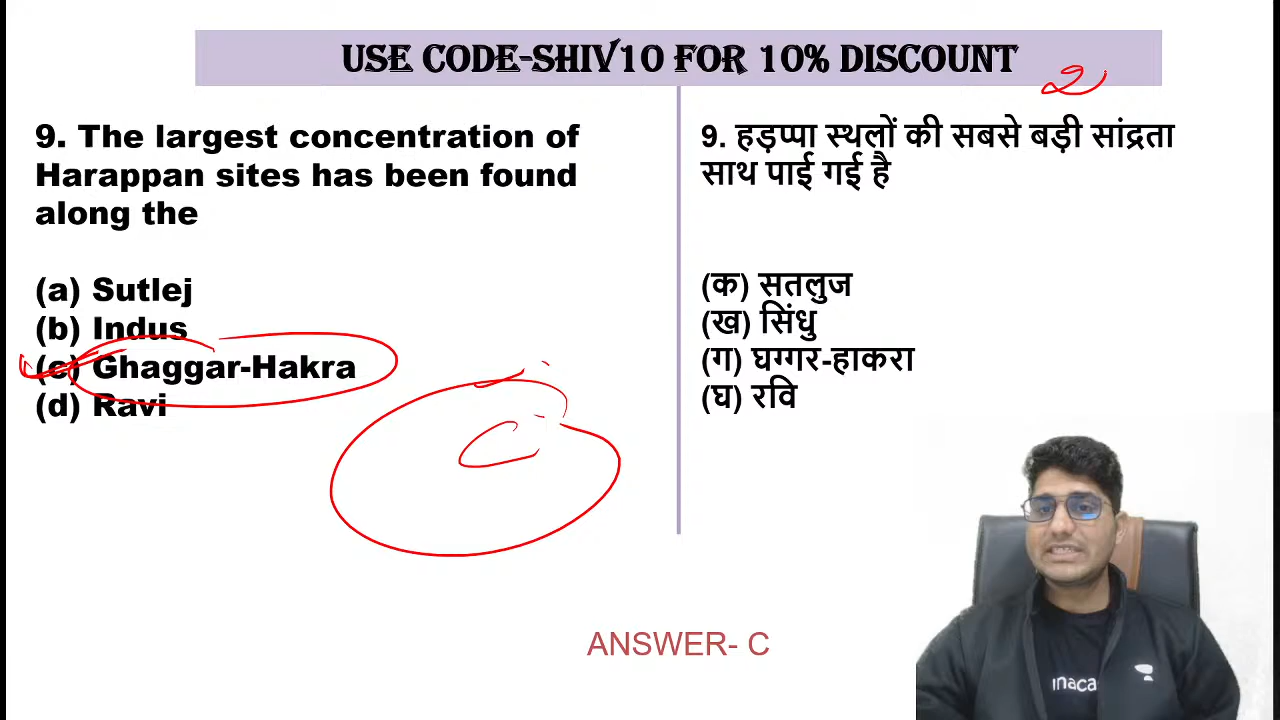 USE CODE-SHIV10 FOR 10% DISCOUNT
2
9. The largest concentration of
Harappan sites has been found
along the
(a) Sutlej
(b) Indus
(c) Ghaggar-Hakra
(d) Ravi
C
9. हड़प्पा स्थलों की सबसे बड़ी सांद्रता
साथ पाई गई है
(क) सतलुज
(ख) सिंधु
(ग) घग्गर-हाकरा
(घ) रवि
ANSWER- C